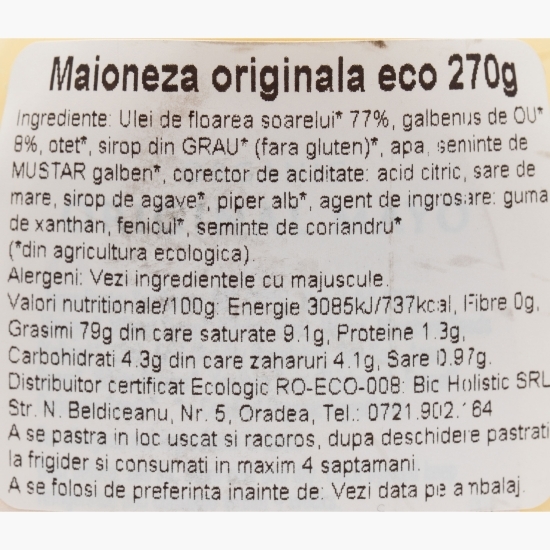 Maioneza originala eco 270g
Ingrediente: Ulei de floarea soarelui* 77%, galbenus de OU*
8%, otet*, sirop din GRAU* (fara gluten)*, apa, seminte de
MUSTAR galben*, corector de aciditate: acid citric, sare de
mare, sirop de agave*, piper alb*, agent de ingrosare: guma
de xanthan, fenicul*, seminte de coriandru*
(*din agricultura ecologica).
Alergeni: Vezi ingredientele cu majuscule.
Valori nutritionale/100g: Energie 3085kJ/737kcal, Fibre 0g,
Grasimi 79g din care saturate 9.1g, Proteine 1.3g,
Carbohidrati 4.3g din care zaharuri 4.1g, Sare 0.97g.
Distribuitor certificat Ecologic RO-ECO-008: Bio Holistic SRL
Str. N. Beldiceanu, Nr. 5, Oradea, Tel.: 0721.902.164
A se pastra in loc uscat si racoros, dupa deschidere pastrati
la frigider si consumati in maxim 4 saptamani.
A se folosi de preferinta inainte de: Vezi data pe ambalaj.